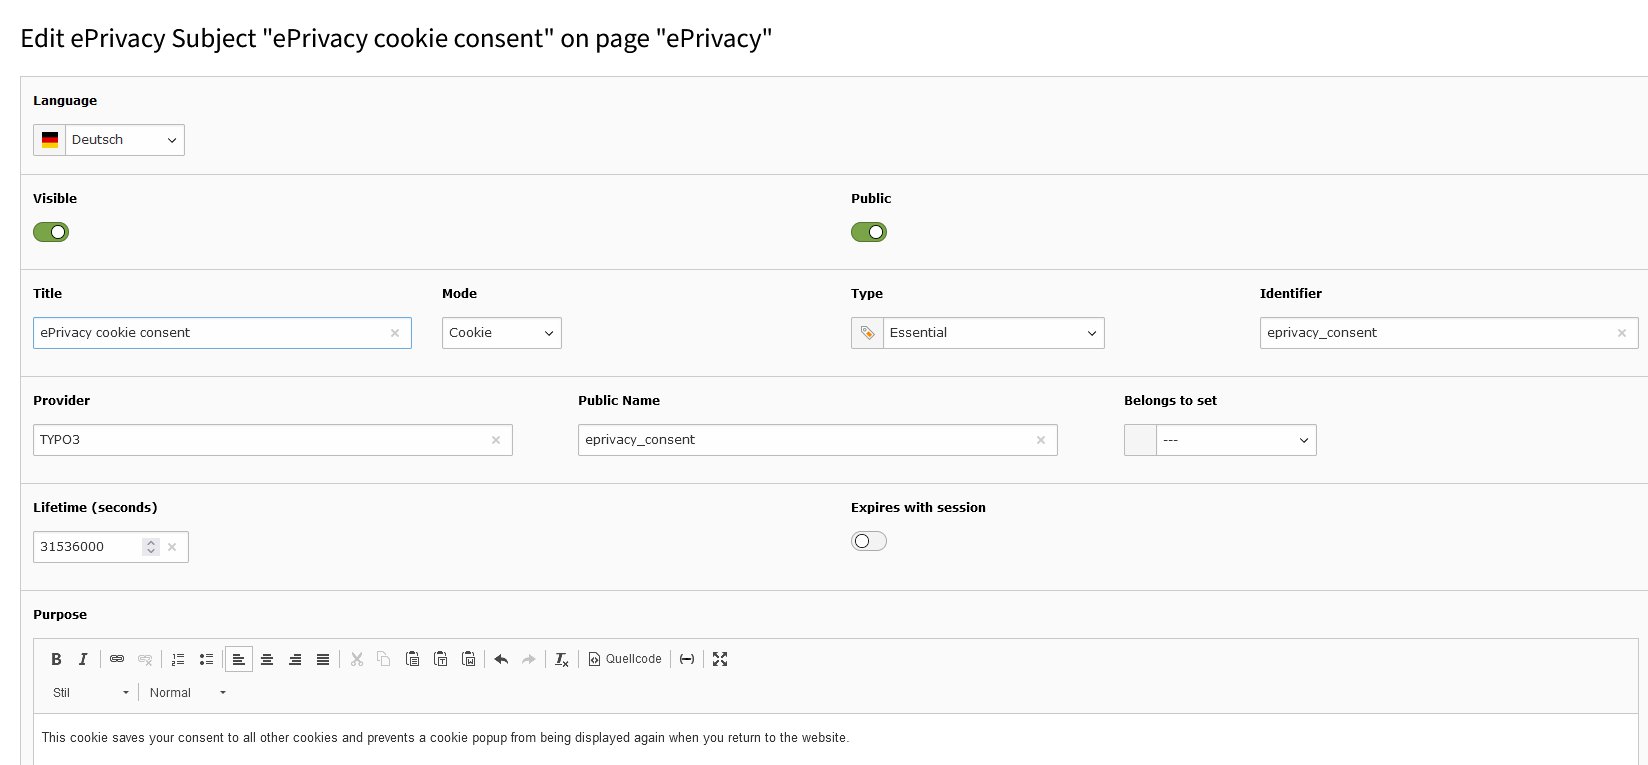 Edit ePrivacy Subject "ePrivacy cookie consent" on page "ePrivacy"
Language
Deutsch
Visible Public
Title Mode Type Identifier
ePrivacy cookie consent Cookie Essential eprivacy_consent
Provider Public Name Belongs to set
TYPO3 eprivacy_consent ---
Lifetime (seconds) Expires with session
31536000
Purpose
B I Quellcode
Stil Normal
This cookie saves your consent to all other cookies and prevents a cookie popup from being displayed again when you return to the website.